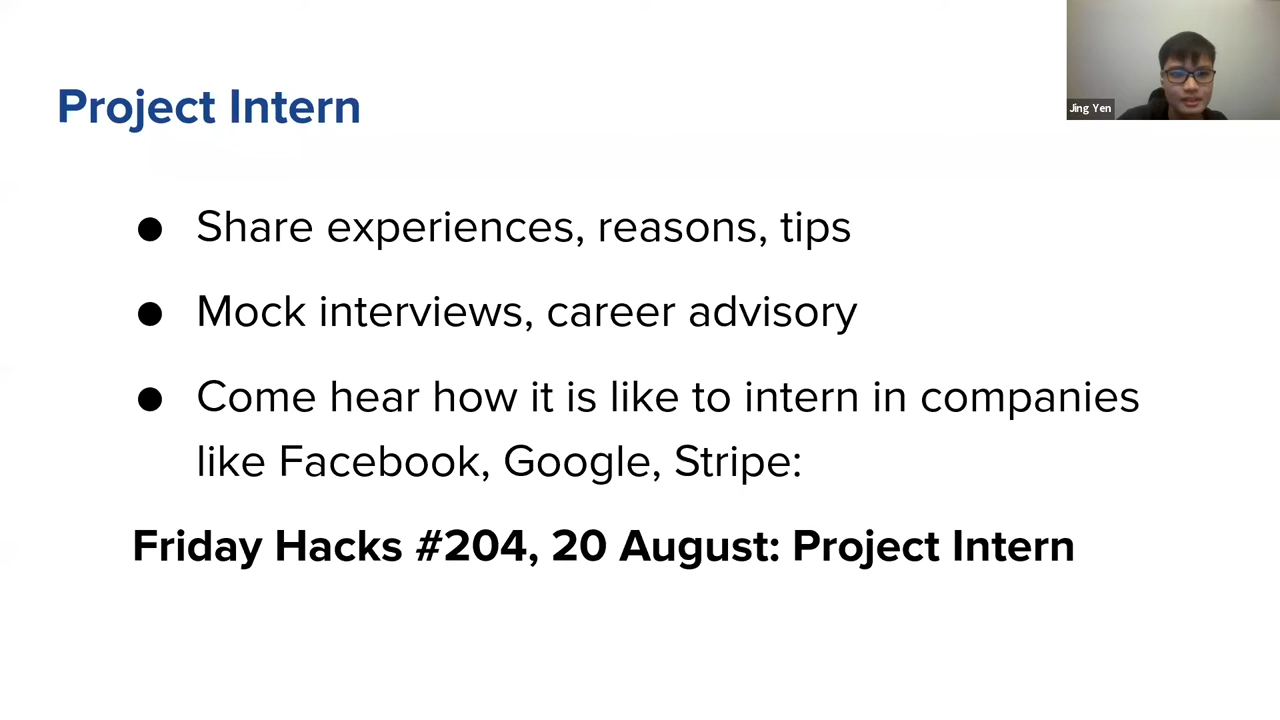 Project Intern
Jing Yen
● Share experiences, reasons, tips
● Mock interviews, career advisory
● Come hear how it is like to intern in companies
like Facebook, Google, Stripe:
Friday Hacks #204, 20 August: Project Intern